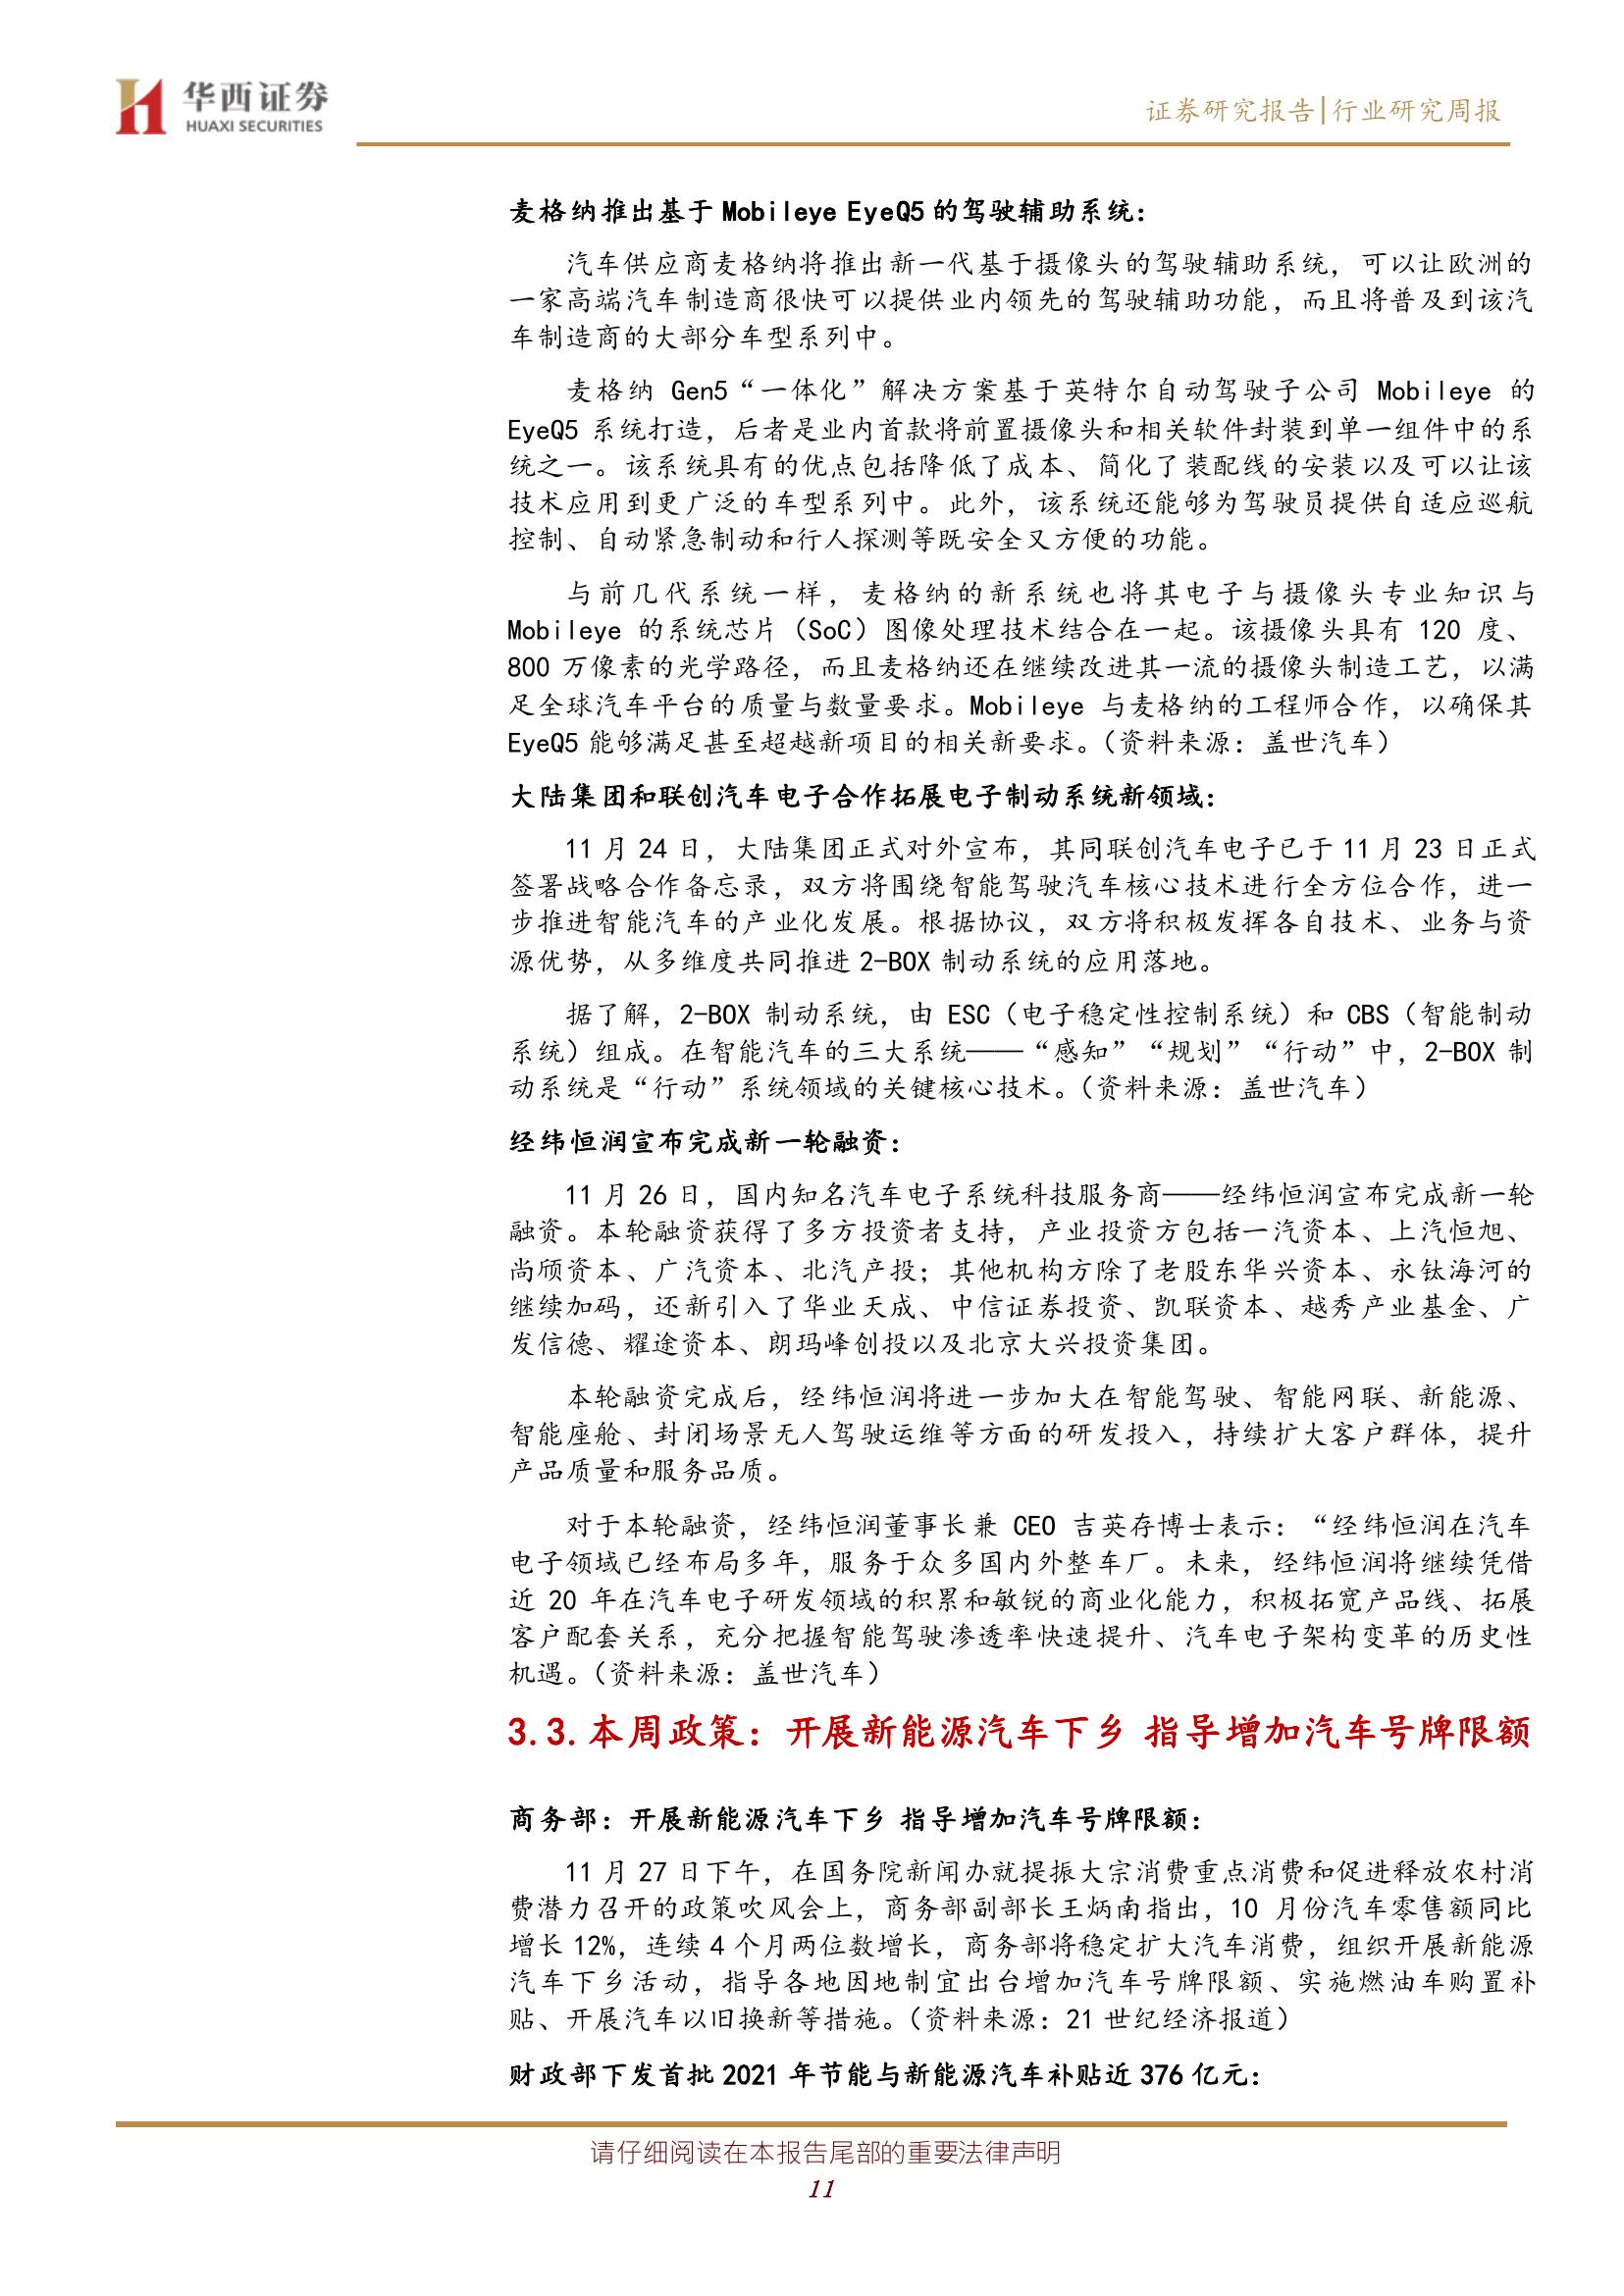 华西证券
HUAXI SECURITIES
证券研究报告|行业研究周报
麦格纳推出基于 Mobileye EyeQ5 的驾驶辅助系统：
汽车供应商麦格纳将推出新一代基于摄像头的驾驶辅助系统，可以让欧洲的
一家高端汽车制造商很快可以提供业内领先的驾驶辅助功能，而且将普及到该汽
车制造商的大部分车型系列中。
麦格纳 Gen5“一体化”解决方案基于英特尔自动驾驶子公司 Mobileye 的
EyeQ5 系统打造，后者是业内首款将前置摄像头和相关软件封装到单一组件中的系
统之一。该系统具有的优点包括降低了成本、简化了装配线的安装以及可以让该
技术应用到更广泛的车型系列中。此外，该系统还能够为驾驶员提供自适应巡航
控制、自动紧急制动和行人探测等既安全又方便的功能。
与前几代系统一样，麦格纳的新系统也将其电子与摄像头专业知识与
Mobileye 的系统芯片（SoC）图像处理技术结合在一起。该摄像头具有 120 度、
800 万像素的光学路径，而且麦格纳还在继续改进其一流的摄像头制造工艺，以满
足全球汽车平台的质量与数量要求。Mobileye 与麦格纳的工程师合作，以确保其
EyeQ5 能够满足甚至超越新项目的相关新要求。（资料来源：盖世汽车）
大陆集团和联创汽车电子合作拓展电子制动系统新领域：
11 月 24 日，大陆集团正式对外宣布，其同联创汽车电子已于 11 月 23 日正式
签署战略合作备忘录，双方将围绕智能驾驶汽车核心技术进行全方位合作，进一
步推进智能汽车的产业化发展。根据协议，双方将积极发挥各自技术、业务与资
源优势，从多维度共同推进 2-BOX 制动系统的应用落地。
据了解，2-BOX 制动系统，由 ESC（电子稳定性控制系统）和 CBS（智能制动
系统）组成。在智能汽车的三大系统——“感知”“规划”“行动”中，2-BOX 制
动系统是“行动”系统领域的关键核心技术。（资料来源：盖世汽车）
经纬恒润宣布完成新一轮融资：
11 月 26 日，国内知名汽车电子系统科技服务商——经纬恒润宣布完成新一轮
融资。本轮融资获得了多方投资者支持，产业投资方包括一汽资本、上汽恒旭、
尚颀资本、广汽资本、北汽产投；其他机构方除了老股东华兴资本、永钛海河的
继续加码，还新引入了华业天成、中信证券投资、凯联资本、越秀产业基金、广
发信德、耀途资本、朗玛峰创投以及北京大兴投资集团。
本轮融资完成后，经纬恒润将进一步加大在智能驾驶、智能网联、新能源、
智能座舱、封闭场景无人驾驶运维等方面的研发投入，持续扩大客户群体，提升
产品质量和服务品质。
对于本轮融资，经纬恒润董事长兼 CEO 吉英存博士表示：“经纬恒润在汽车
电子领域已经布局多年，服务于众多国内外整车厂。未来，经纬恒润将继续凭借
近 20 年在汽车电子研发领域的积累和敏锐的商业化能力，积极拓宽产品线、拓展
客户配套关系，充分把握智能驾驶渗透率快速提升、汽车电子架构变革的历史性
机遇。（资料来源：盖世汽车）
3.3.本周政策：开展新能源汽车下乡 指导增加汽车号牌限额
商务部：开展新能源汽车下乡 指导增加汽车号牌限额：
11 月 27 日下午，在国务院新闻办就提振大宗消费重点消费和促进释放农村消
费潜力召开的政策吹风会上，商务部副部长王炳南指出，10 月份汽车零售额同比
增长 12%，连续 4 个月两位数增长，商务部将稳定扩大汽车消费，组织开展新能源
汽车下乡活动，指导各地因地制宜出台增加汽车号牌限额、实施燃油车购置补
贴、开展汽车以旧换新等措施。（资料来源：21 世纪经济报道）
财政部下发首批 2021 年节能与新能源汽车补贴近 376 亿元：
请仔细阅读在本报告尾部的重要法律声明
11